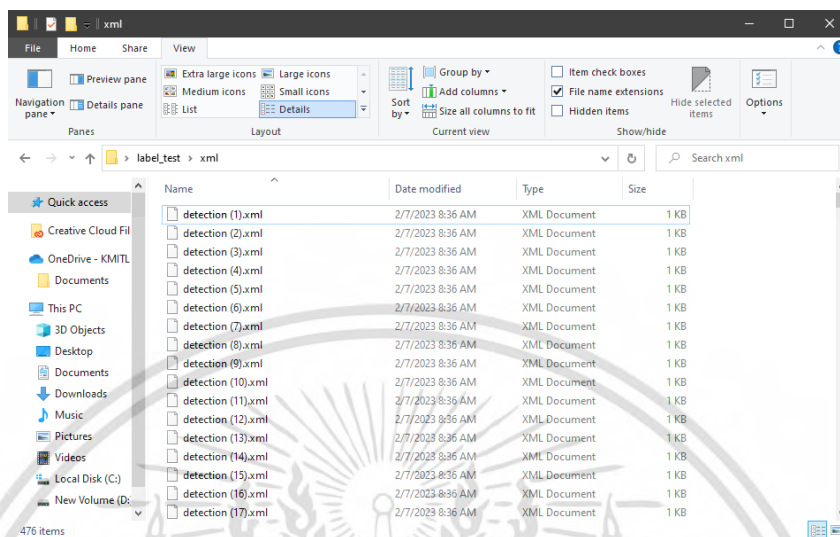 xml
File Home Share View
Navigation pane
Preview pane
Details pane
Panes
Extra large icons Large icons
Medium icons Small icons
List Details
Layout
Sort by
Group by
Add columns
Size all columns to fit
Current view
Item check boxes
File name extensions
Hidden items
Hide selected items
Show/hide
Options
label_test › xml
Search xml
Quick access
Creative Cloud Fil
OneDrive - KMITL
Documents
This PC
3D Objects
Desktop
Documents
Downloads
Music
Pictures
Videos
Local Disk (C:)
New Volume (D:
Name Date modified Type Size
detection (1).xml 2/7/2023 8:36 AM XML Document 1 KB
detection (2).xml 2/7/2023 8:36 AM XML Document 1 KB
detection (3).xml 2/7/2023 8:36 AM XML Document 1 KB
detection (4).xml 2/7/2023 8:36 AM XML Document 1 KB
detection (5).xml 2/7/2023 8:36 AM XML Document 1 KB
detection (6).xml 2/7/2023 8:36 AM XML Document 1 KB
detection (7).xml 2/7/2023 8:36 AM XML Document 1 KB
detection (8).xml 2/7/2023 8:36 AM XML Document 1 KB
detection (9).xml 2/7/2023 8:36 AM XML Document 1 KB
detection (10).xml 2/7/2023 8:36 AM XML Document 1 KB
detection (11).xml 2/7/2023 8:36 AM XML Document 1 KB
detection (12).xml 2/7/2023 8:36 AM XML Document 1 KB
detection (13).xml 2/7/2023 8:36 AM XML Document 1 KB
detection (14).xml 2/7/2023 8:36 AM XML Document 1 KB
detection (15).xml 2/7/2023 8:36 AM XML Document 1 KB
detection (16).xml 2/7/2023 8:36 AM XML Document 1 KB
detection (17).xml 2/7/2023 8:36 AM XML Document 1 KB
476 items